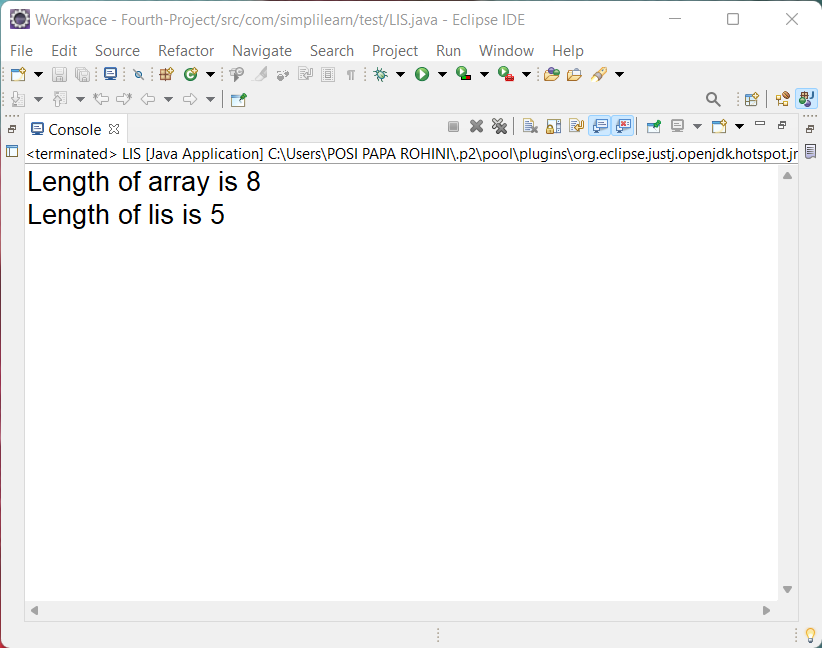 Workspace - Fourth-Project/src/com/simplilearn/test/LIS.java - Eclipse IDE
File Edit Source Refactor Navigate Search Project Run Window Help
Console
<terminated> LIS [Java Application] C:\Users\POSI PAPA ROHINI\.p2\pool\plugins\org.eclipse.justj.openjdk.hotspot.jr
Length of array is 8
Length of lis is 5